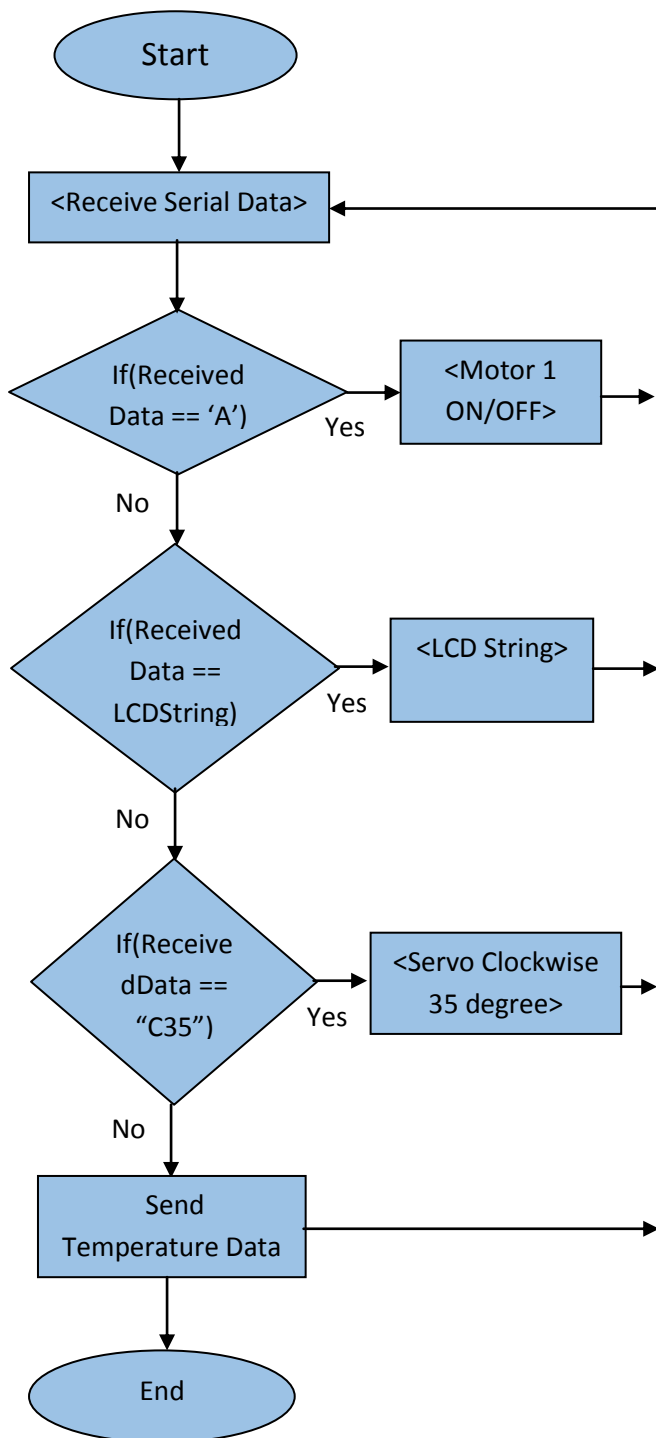 Start
<Receive Serial Data>
If(Received
Data == ‘A’)
Yes
<Motor 1
ON/OFF>
No
If(Received
Data ==
LCDString)
Yes
<LCD String>
No
If(Receive
dData ==
“C35”)
Yes
<Servo Clockwise
35 degree>
No
Send
Temperature Data
End